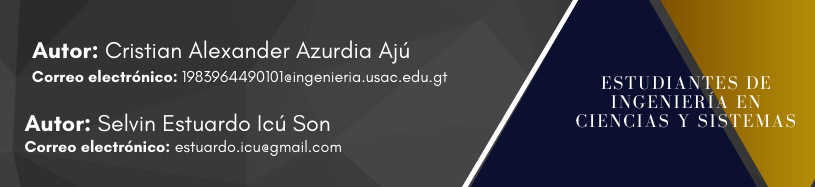 Autor: Cristian Alexander Azurdia Ajú
Correo electrónico: 1983964490101@ingenieria.usac.edu.gt
Autor: Selvin Estuardo Icú Son
Correo electrónico: estuardo.icu@gmail.com
ESTUDIANTES DE
INGENIERÍA EN
CIENCIAS Y SISTEMAS